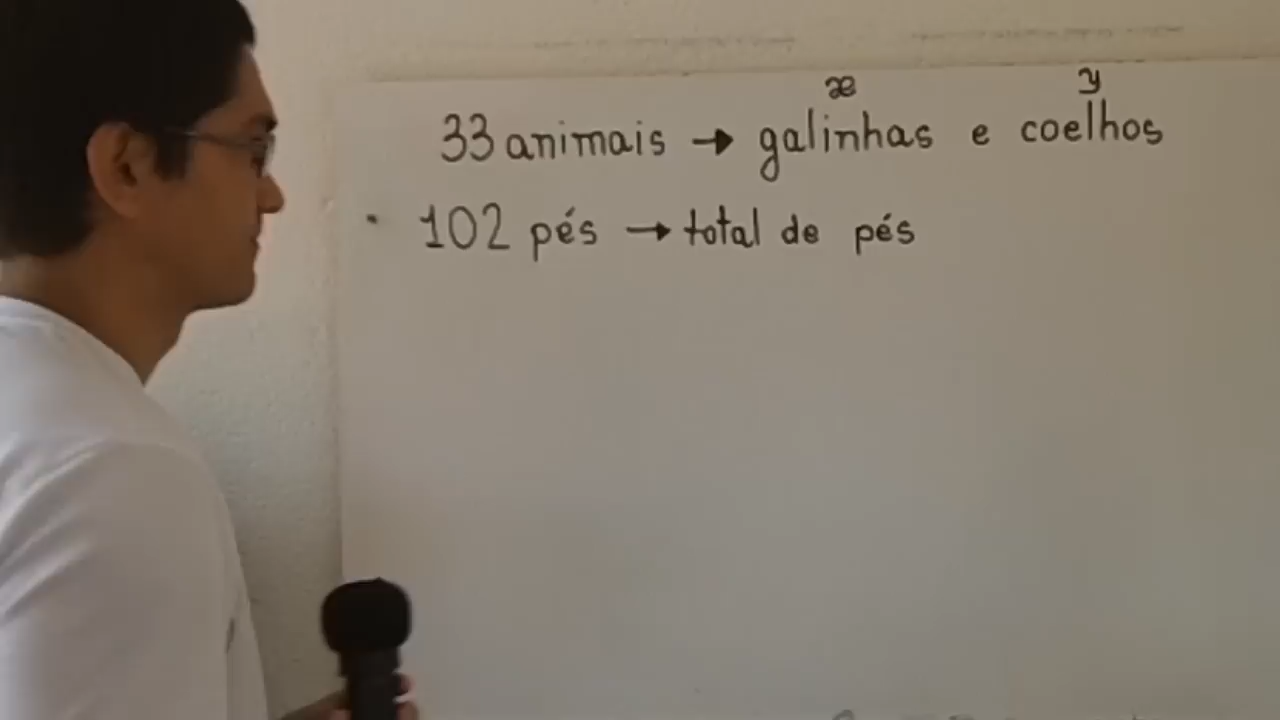 x y
33 animais → galinhas e coelhos
102 pés → total de pés